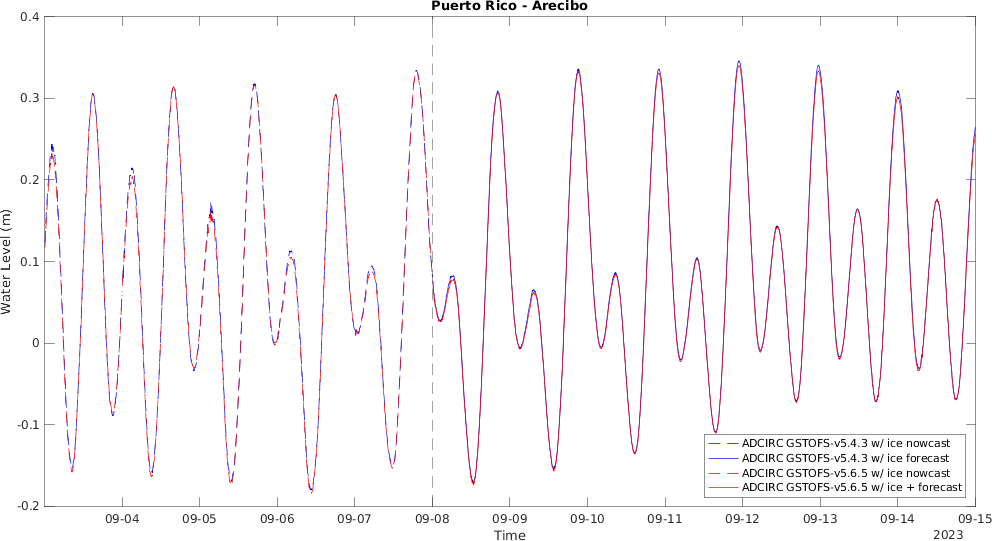 Puerto Rico - Arecibo
0.4
0.3
0.2
0.1
0
-0.1
-0.2
Water Level (m)
ADCIRC GSTOFS-v5.4.3 w/ ice nowcast
ADCIRC GSTOFS-v5.4.3 w/ ice forecast
ADCIRC GSTOFS-v5.6.5 w/ ice nowcast
ADCIRC GSTOFS-v5.6.5 w/ ice + forecast
09-04 09-05 09-06 09-07 09-08 09-09 09-10 09-11 09-12 09-13 09-14 09-15
Time
2023